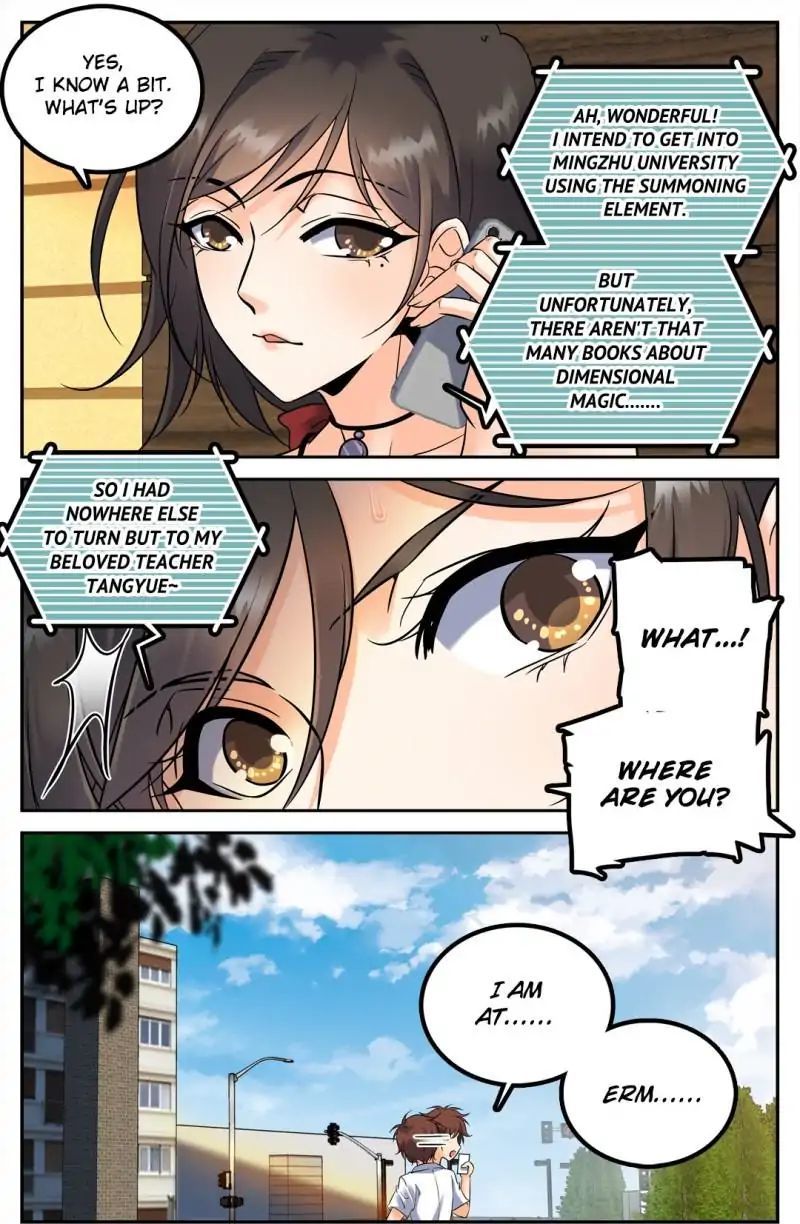 YES,
I KNOW A BIT.
WHAT'S UP?
AH, WONDERFUL!
I INTEND TO GET INTO
MINGZHU UNIVERSITY
USING THE SUMMONING
ELEMENT.
BUT
UNFORTUNATELY,
THERE AREN'T THAT
MANY BOOKS ABOUT
DIMENSIONAL
MAGIC.......
SO I HAD
NOWHERE ELSE
TO TURN BUT TO MY
BELOVED TEACHER
TANGYUE~
WHAT...!
WHERE
ARE YOU?
I AM
AT......
ERM......